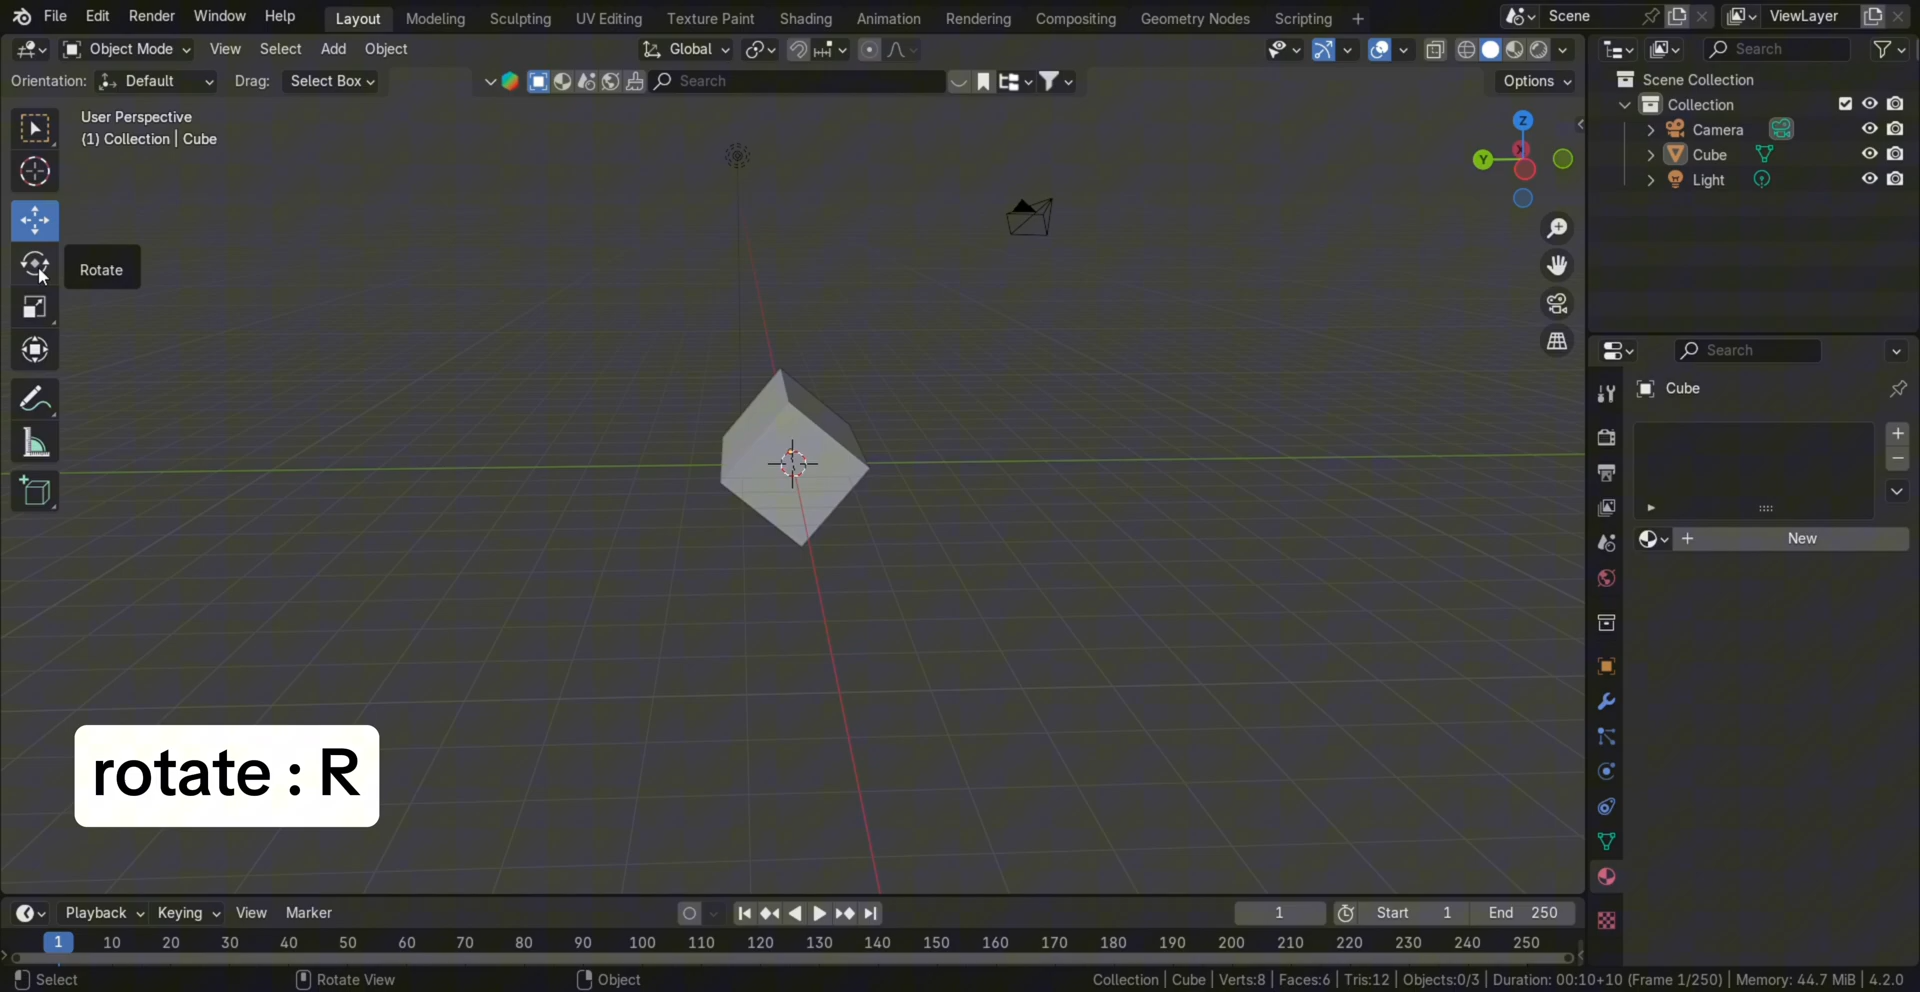 File Edit Render Window Help Layout Modeling Sculpting UV Editing Texture Paint Shading Animation Rendering Compositing Geometry Nodes Scripting + Scene ViewLayer
Object Mode View Select Add Object Global Search
Orientation: Default Drag: Select Box Search Options
User Perspective
(1) Collection | Cube
Scene Collection
Collection
Camera
Cube
Light
Z
Y
X
Rotate
Search
Cube
New
rotate : R
Playback Keying View Marker 1 Start 1 End 250
1 10 20 30 40 50 60 70 80 90 100 110 120 130 140 150 160 170 180 190 200 210 220 230 240 250
Select Rotate View Object Collection | Cube | Verts:8 | Faces:6 | Tris:12 | Objects:0/3 | Duration: 00:10+10 (Frame 1/250) | Memory: 44.7 MiB | 4.2.0